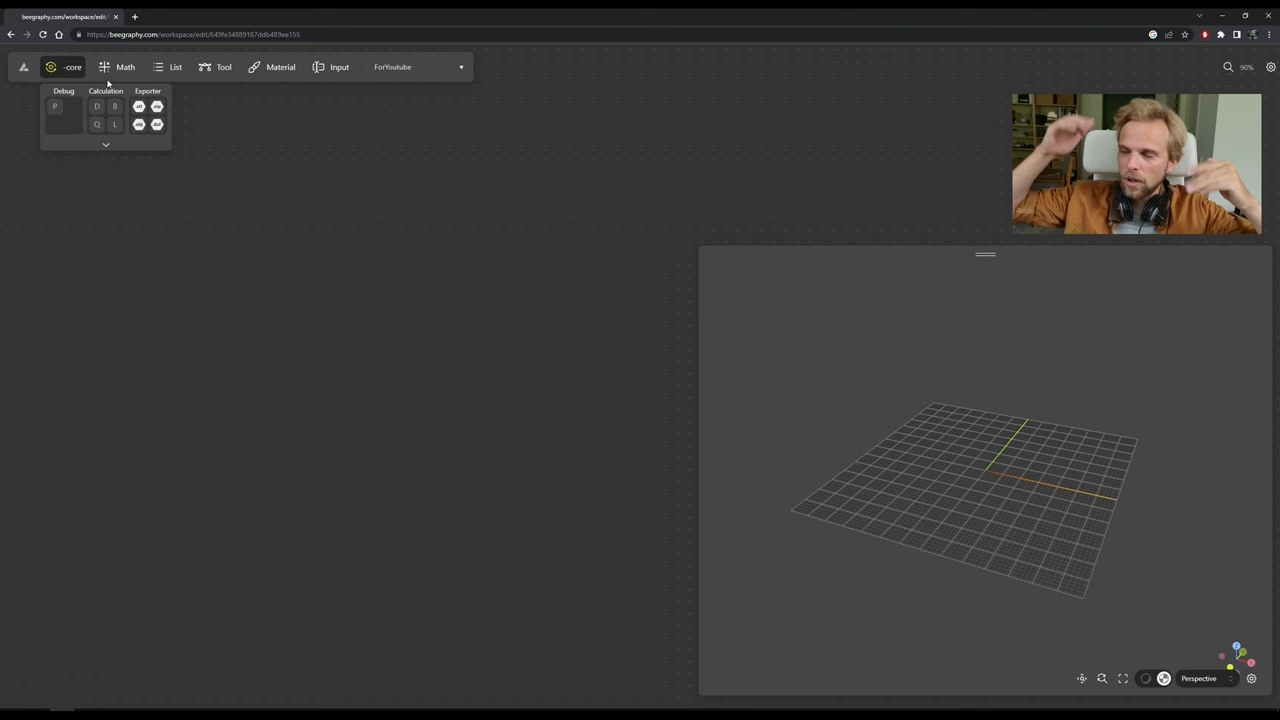 beegraphy.com/workspace/edit/
https://beegraphy.com/workspace/edit/649fe34889167ddb489ee155
-core Math List Tool Material Input ForYoutube
90%
Debug Calculation Exporter
P D B
Q L
Z
X
Perspective